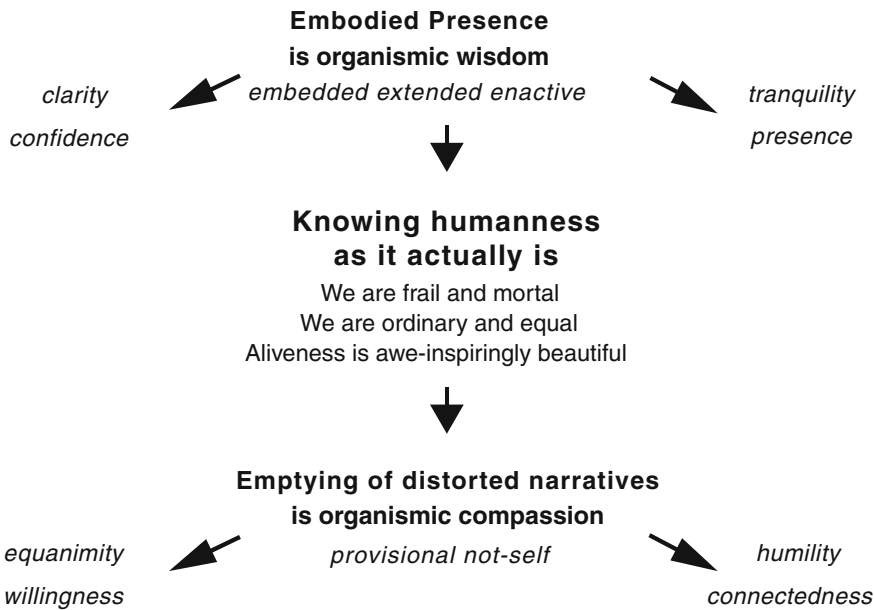 Embodied Presence
is organismic wisdom
embedded extended enactive
clarity
confidence
tranquility
presence
Knowing humanness
as it actually is
We are frail and mortal
We are ordinary and equal
Aliveness is awe-inspiringly beautiful
Emptying of distorted narratives
is organismic compassion
provisional not-self
equanimity
willingness
humility
connectedness